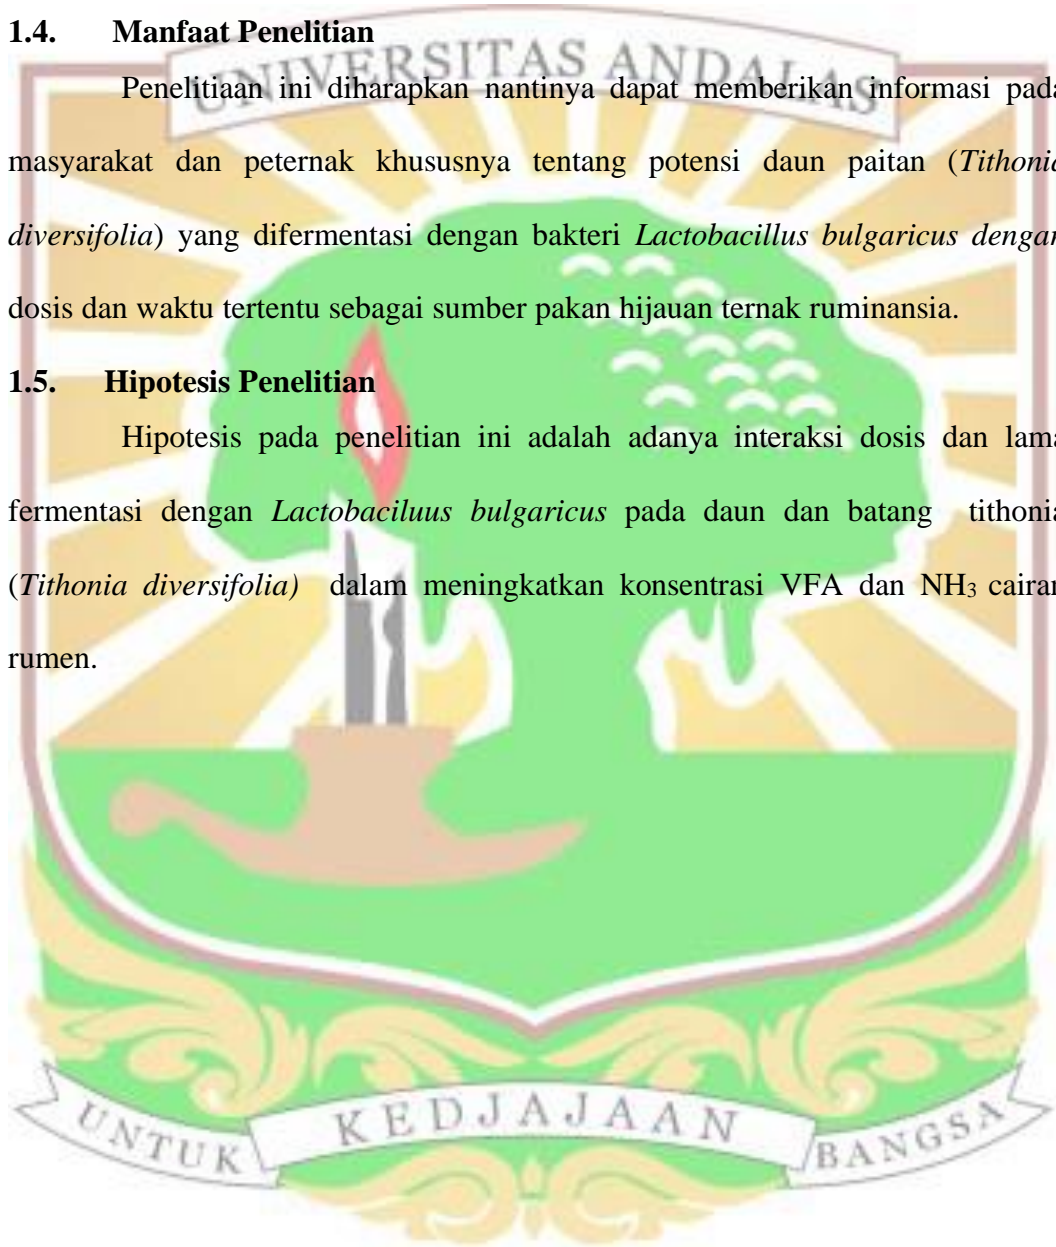 1.4. Manfaat Penelitian
UNIVERSITAS ANDALAS
Penelitiaan ini diharapkan nantinya dapat memberikan informasi pada
masyarakat dan peternak khususnya tentang potensi daun paitan (Tithonia
diversifolia) yang difermentasi dengan bakteri Lactobacillus bulgaricus dengan
dosis dan waktu tertentu sebagai sumber pakan hijauan ternak ruminansia.
1.5. Hipotesis Penelitian
Hipotesis pada penelitian ini adalah adanya interaksi dosis dan lama
fermentasi dengan Lactobaciluus bulgaricus pada daun dan batang tithonia
(Tithonia diversifolia) dalam meningkatkan konsentrasi VFA dan NH₃ cairan
rumen.
UNTUK KEDJAJAAN BANGSA